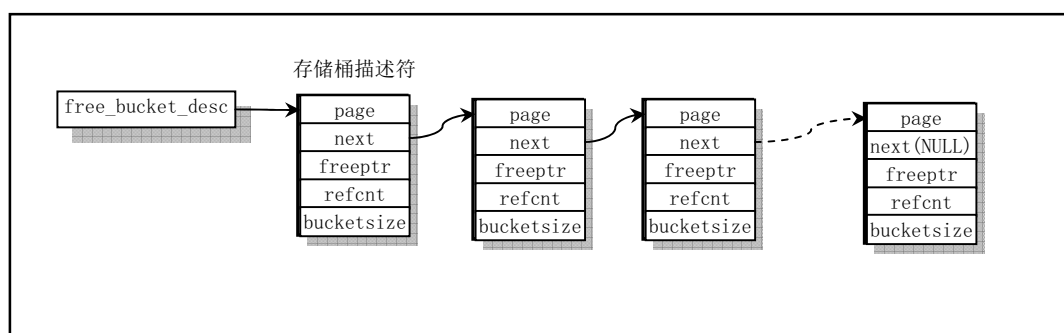 存储桶描述符
free_bucket_desc
page
next
freeptr
refcnt
bucketsize
page
next
freeptr
refcnt
bucketsize
page
next
freeptr
refcnt
bucketsize
page
next(NULL)
freeptr
refcnt
bucketsize